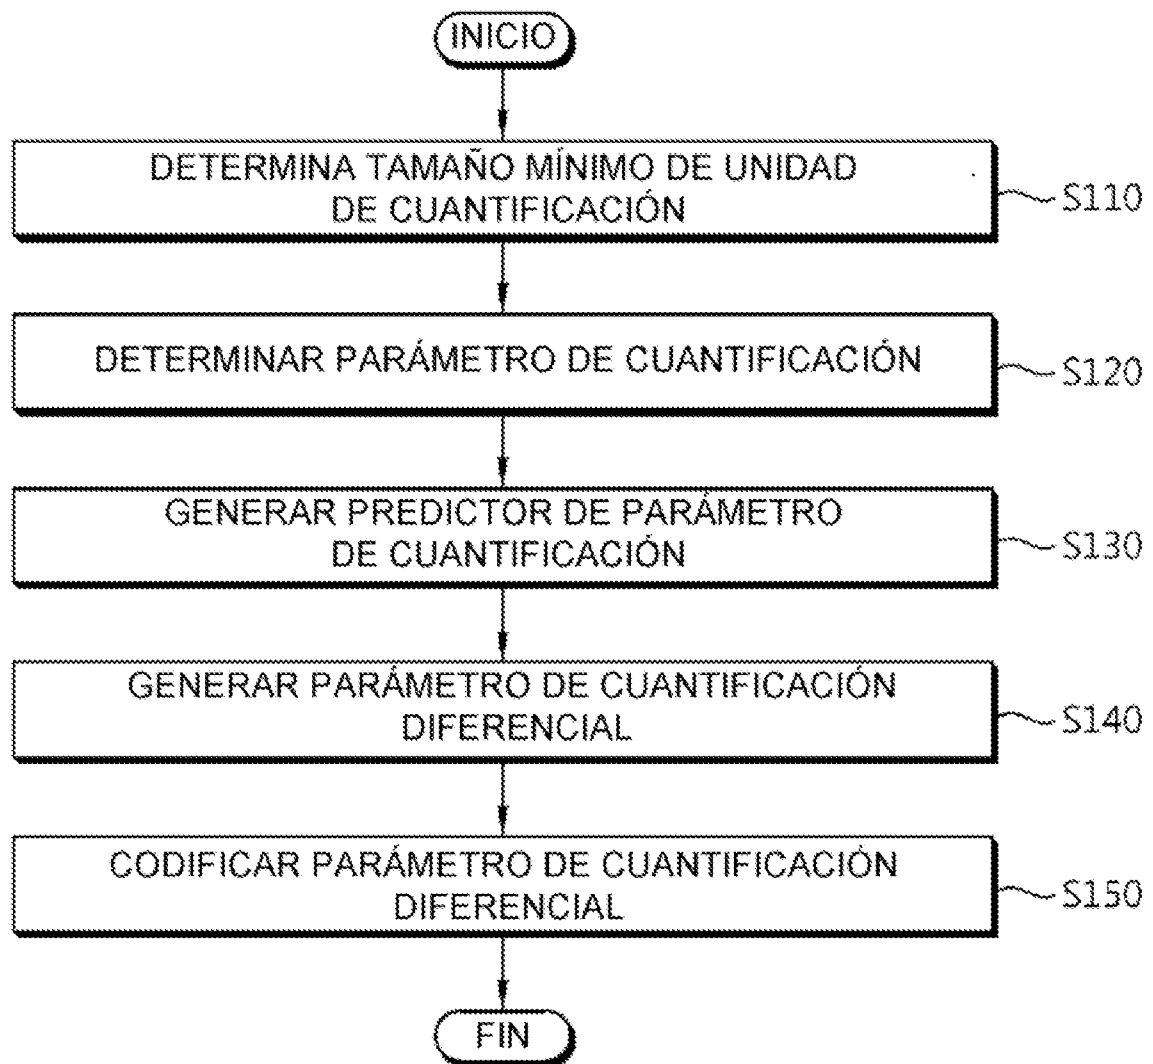 INICIO
DETERMINA TAMAÑO MÍNIMO DE UNIDAD
DE CUANTIFICACIÓN
S110
DETERMINAR PARÁMETRO DE CUANTIFICACIÓN
S120
GENERAR PREDICTOR DE PARÁMETRO
DE CUANTIFICACIÓN
S130
GENERAR PARÁMETRO DE CUANTIFICACIÓN
DIFERENCIAL
S140
CODIFICAR PARÁMETRO DE CUANTIFICACIÓN
DIFERENCIAL
S150
FIN